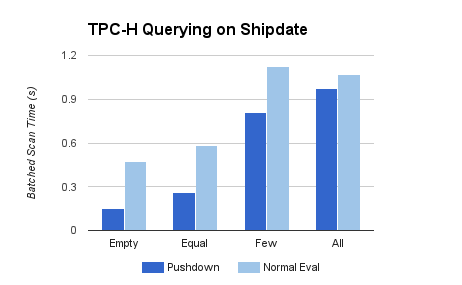 TPC-H Querying on Shipdate
Batched Scan Time (s)
1.2
0.9
0.6
0.3
0
Empty Equal Few All
Pushdown Normal Eval